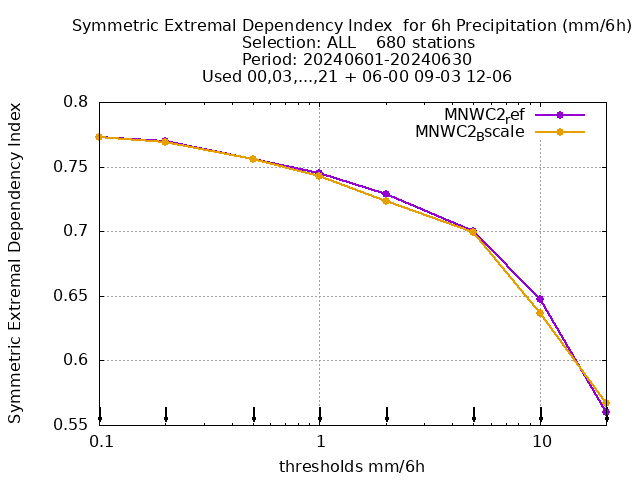 Symmetric Extremal Dependency Index  for 6h Precipitation (mm/6h)
Selection: ALL    680 stations
Period: 20240601-20240630
Used 00,03,...,21 + 06-00 09-03 12-06
MNWC2ref
MNWC2Bscale
Symmetric Extremal Dependency Index
0.8
0.75
0.7
0.65
0.6
0.55
0.1 1 10
thresholds mm/6h